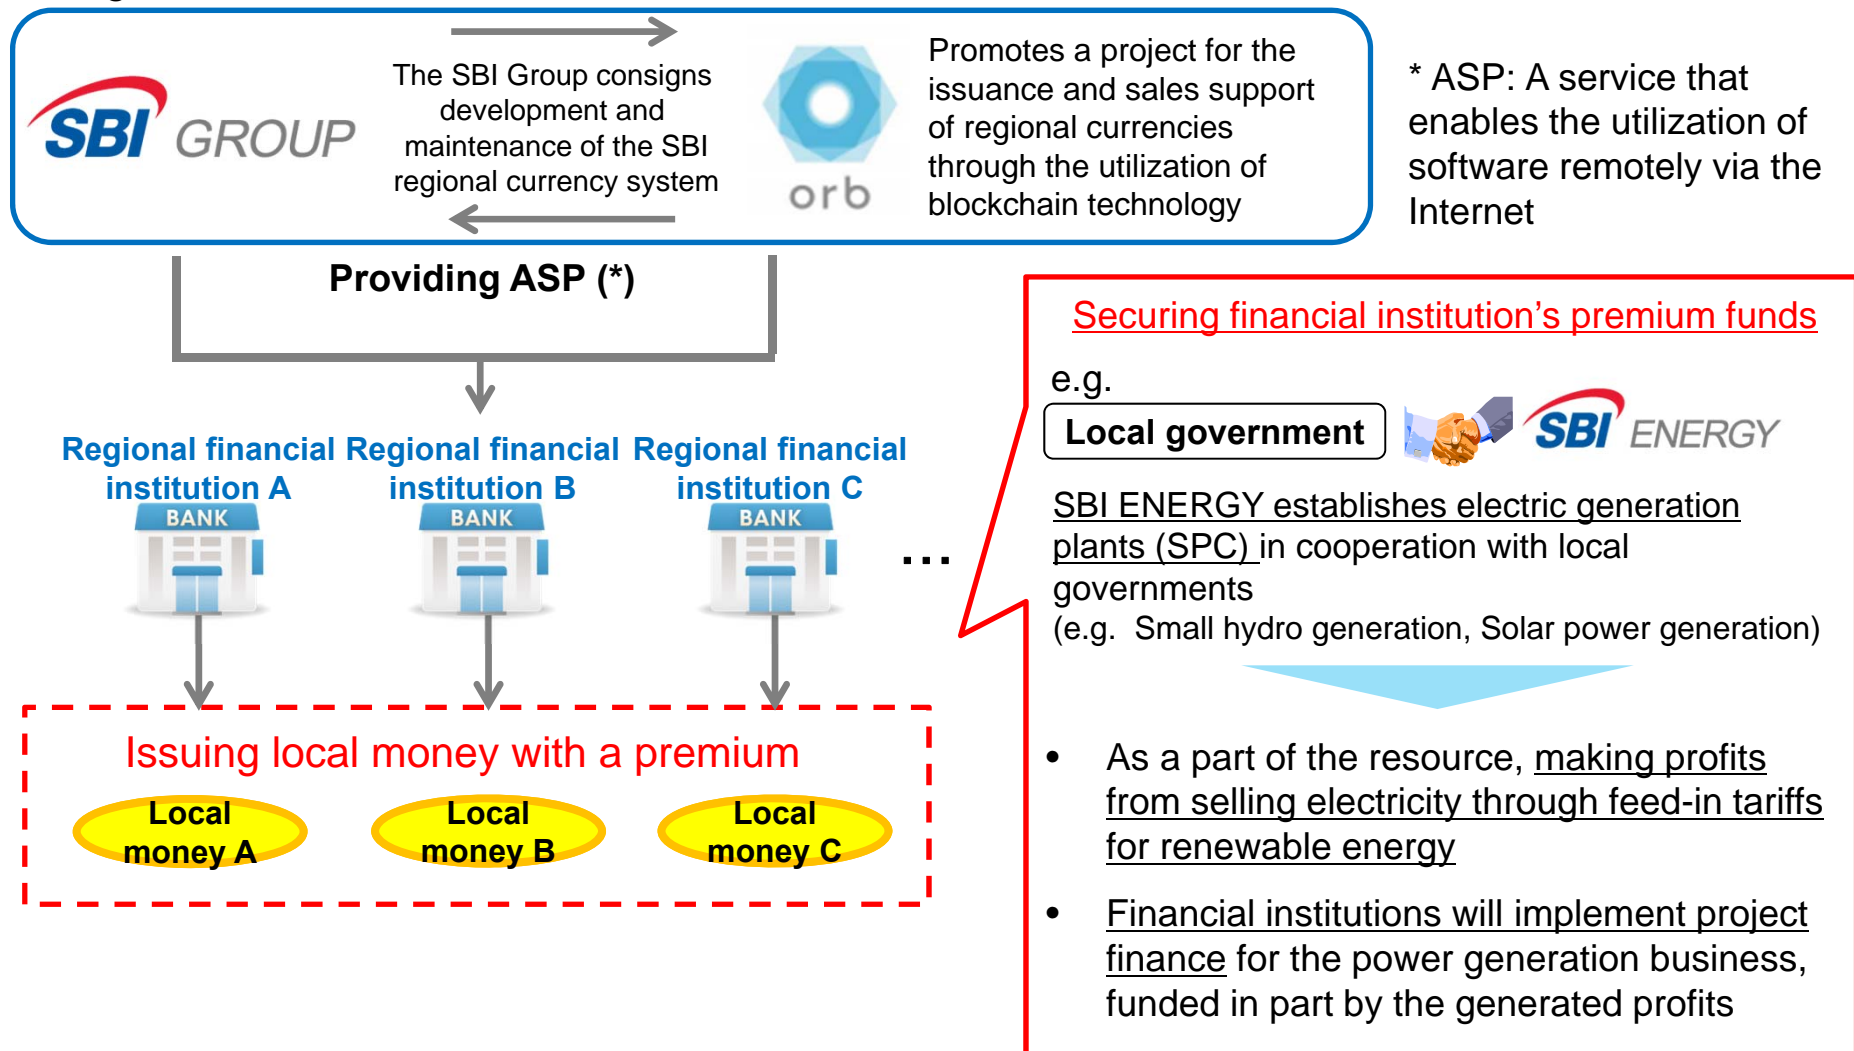 SBI GROUP
The SBI Group consigns
development and
maintenance of the SBI
regional currency system
orb
Promotes a project for the
issuance and sales support
of regional currencies
through the utilization of
blockchain technology
* ASP: A service that
enables the utilization of
software remotely via the
Internet
Providing ASP (*)
Regional financial
institution A
Regional financial
institution B
Regional financial
institution C
BANK
BANK
BANK
...
Issuing local money with a premium
Local
money A
Local
money B
Local
money C
Securing financial institution’s premium funds
e.g.
Local government
SBI ENERGY
SBI ENERGY establishes electric generation
plants (SPC) in cooperation with local
governments
(e.g. Small hydro generation, Solar power generation)
• As a part of the resource, making profits
from selling electricity through feed-in tariffs
for renewable energy
• Financial institutions will implement project
finance for the power generation business,
funded in part by the generated profits